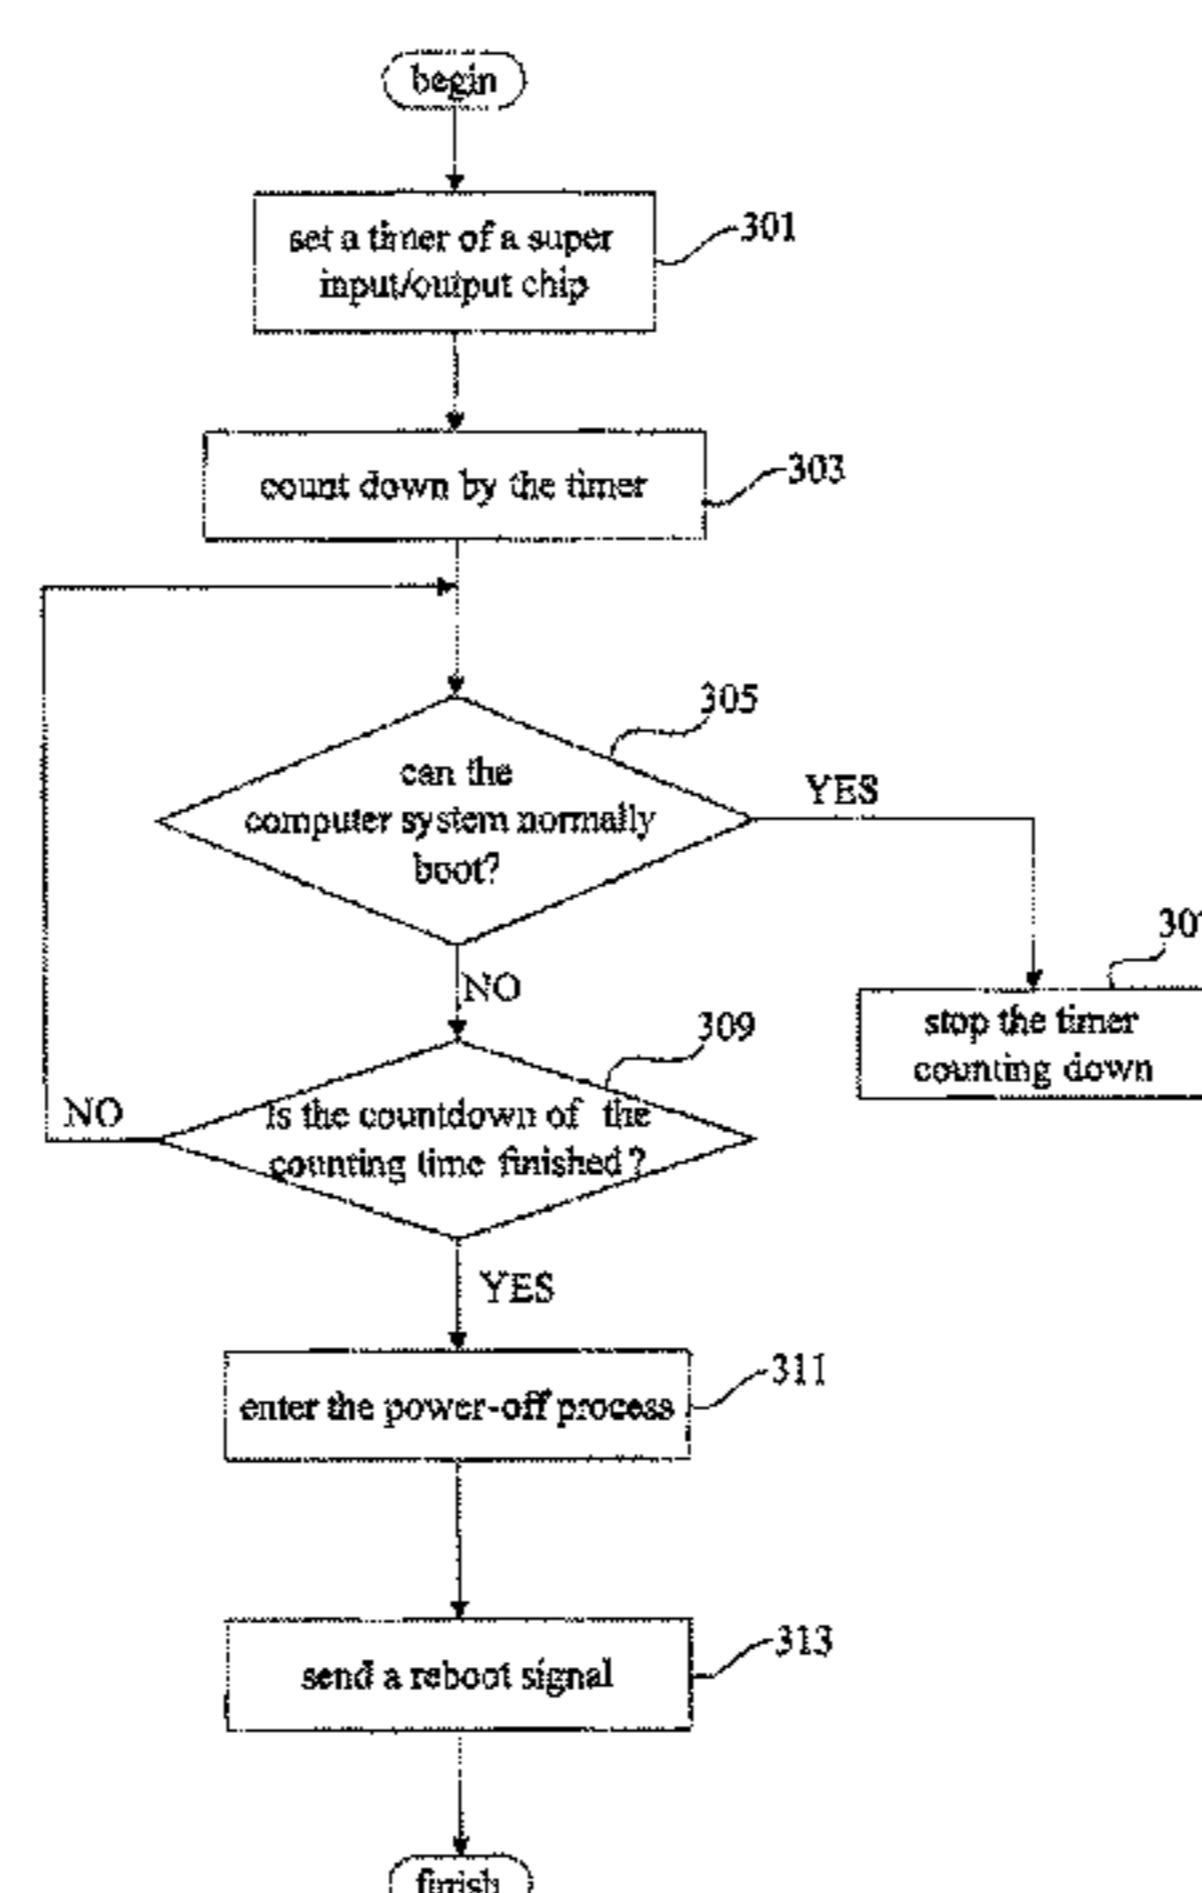 begin
set a timer of a super
input/output chip
301
count down by the timer
303
305
can the
computer system normally
boot?
YES
NO
stop the timer
counting down
309
Is the countdown of the
counting time finished?
NO
YES
enter the power-off process
311
send a reboot signal
313
finish